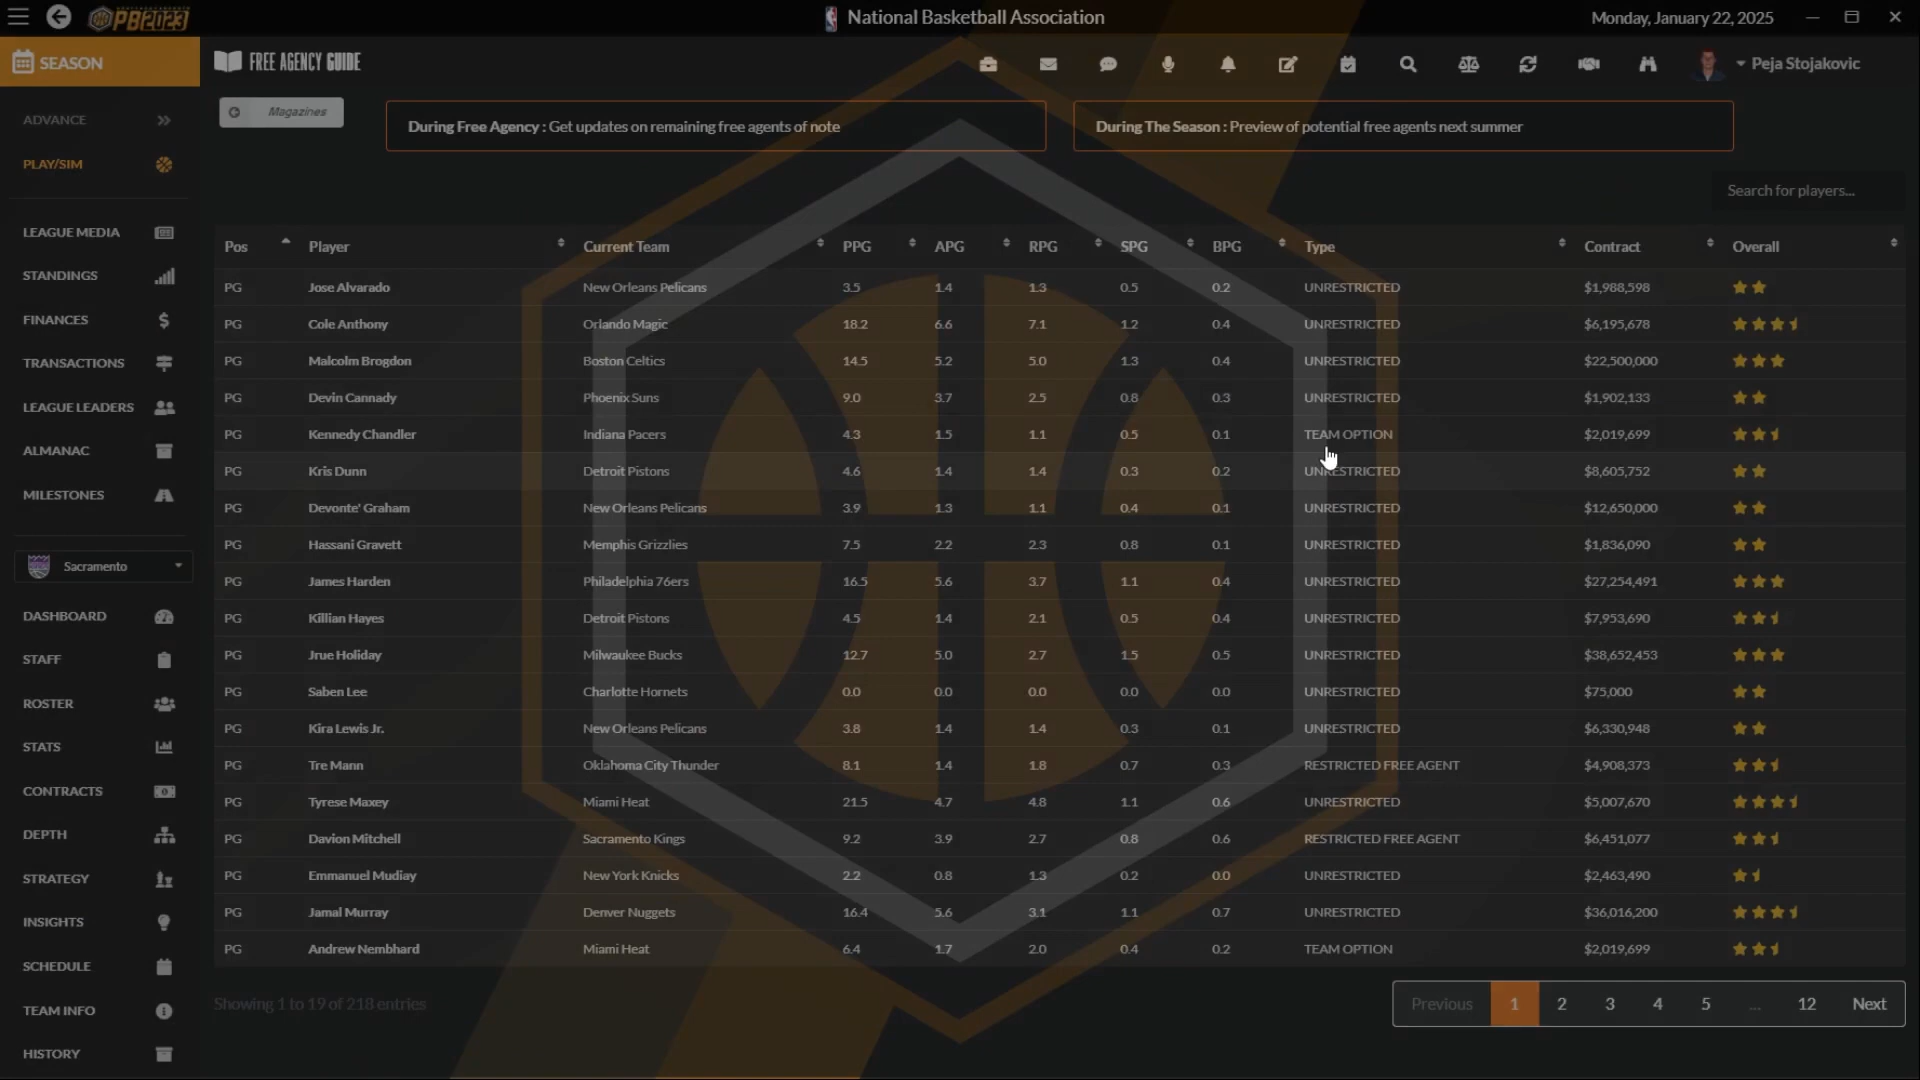 PB2023
National Basketball Association
Monday, January 22, 2025
SEASON
FREE AGENCY GUIDE
Peja Stojakovic
Magazines
During Free Agency : Get updates on remaining free agents of note
During The Season : Preview of potential free agents next summer
ADVANCE
PLAY/SIM
LEAGUE MEDIA
STANDINGS
FINANCES
TRANSACTIONS
LEAGUE LEADERS
ALMANAC
MILESTONES
Sacramento
DASHBOARD
STAFF
ROSTER
STATS
CONTRACTS
DEPTH
STRATEGY
INSIGHTS
SCHEDULE
TEAM INFO
HISTORY
Search for players...
Pos Player Current Team PPG APG RPG SPG BPG Type Contract Overall
PG Jose Alvarado New Orleans Pelicans 3.5 1.4 1.3 0.5 0.2 UNRESTRICTED $1,988,598
PG Cole Anthony Orlando Magic 18.2 6.6 7.1 1.2 0.4 UNRESTRICTED $6,195,678
PG Malcolm Brogdon Boston Celtics 14.5 5.2 5.0 1.3 0.4 UNRESTRICTED $22,500,000
PG Devin Cannady Phoenix Suns 9.0 3.7 2.5 0.8 0.3 UNRESTRICTED $1,902,133
PG Kennedy Chandler Indiana Pacers 4.3 1.5 1.1 0.5 0.1 TEAM OPTION $2,019,699
PG Kris Dunn Detroit Pistons 4.6 1.4 1.4 0.3 0.2 UNRESTRICTED $8,605,752
PG Devonte' Graham New Orleans Pelicans 3.9 1.3 1.1 0.4 0.1 UNRESTRICTED $12,650,000
PG Hassani Gravett Memphis Grizzlies 7.5 2.2 2.3 0.8 0.1 UNRESTRICTED $1,836,090
PG James Harden Philadelphia 76ers 16.5 5.6 3.7 1.1 0.4 UNRESTRICTED $27,254,491
PG Killian Hayes Detroit Pistons 4.5 1.4 2.1 0.5 0.4 UNRESTRICTED $7,953,690
PG Jrue Holiday Milwaukee Bucks 12.7 5.0 2.7 1.5 0.5 UNRESTRICTED $38,652,453
PG Saben Lee Charlotte Hornets 0.0 0.0 0.0 0.0 0.0 UNRESTRICTED $75,000
PG Kira Lewis Jr. New Orleans Pelicans 3.8 1.4 1.4 0.3 0.1 UNRESTRICTED $6,330,948
PG Tre Mann Oklahoma City Thunder 8.1 1.4 1.8 0.7 0.3 RESTRICTED FREE AGENT $4,908,373
PG Tyrese Maxey Miami Heat 21.5 4.7 4.8 1.1 0.6 UNRESTRICTED $5,007,670
PG Davion Mitchell Sacramento Kings 9.2 3.9 2.7 0.8 0.6 RESTRICTED FREE AGENT $6,451,077
PG Emmanuel Mudiay New York Knicks 2.2 0.8 1.3 0.2 0.0 UNRESTRICTED $2,463,490
PG Jamal Murray Denver Nuggets 16.4 5.6 3.1 1.1 0.7 UNRESTRICTED $36,016,200
PG Andrew Nembhard Miami Heat 6.4 1.7 2.0 0.4 0.2 TEAM OPTION $2,019,699
Showing 1 to 19 of 218 entries
Previous 1 2 3 4 5 ... 12 Next